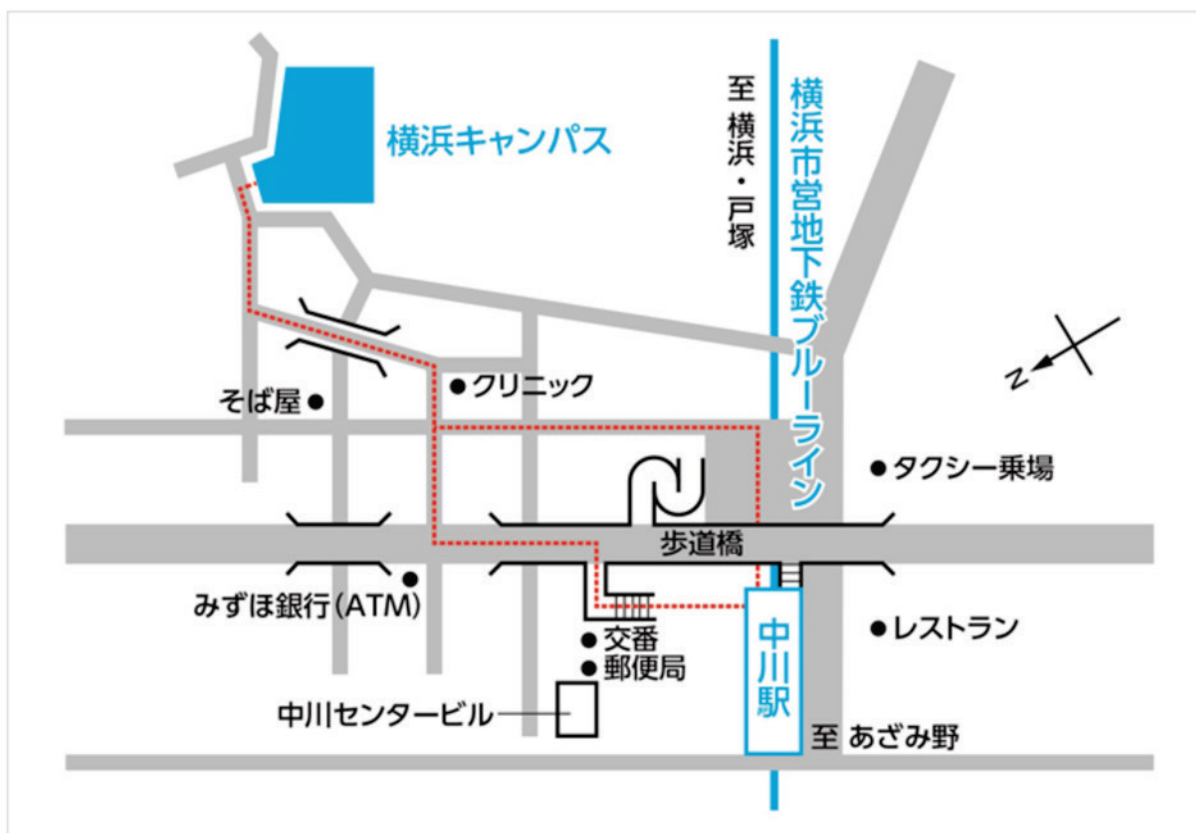 横浜キャンパス
至 横浜・戸塚
横浜市営地下鉄ブルーライン
N
そば屋
クリニック
タクシー乗場
歩道橋
みずほ銀行(ATM)
交番
郵便局
レストラン
中川駅
中川センタービル
至 あざみ野